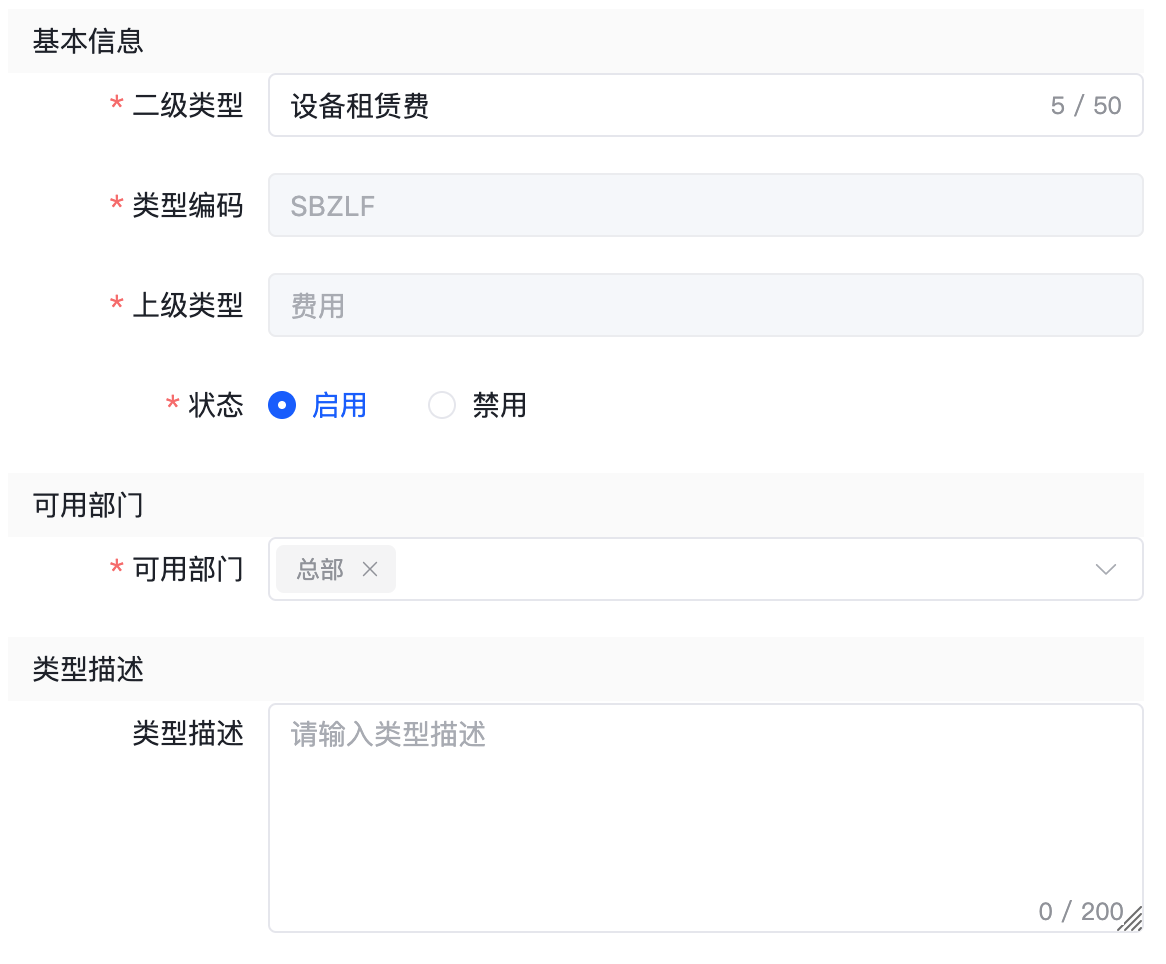 基本信息
* 二级类型 设备租赁费 5 / 50
* 类型编码 SBZLF
* 上级类型 费用
* 状态 启用 禁用
可用部门
* 可用部门 总部
类型描述
类型描述 请输入类型描述
0 / 200